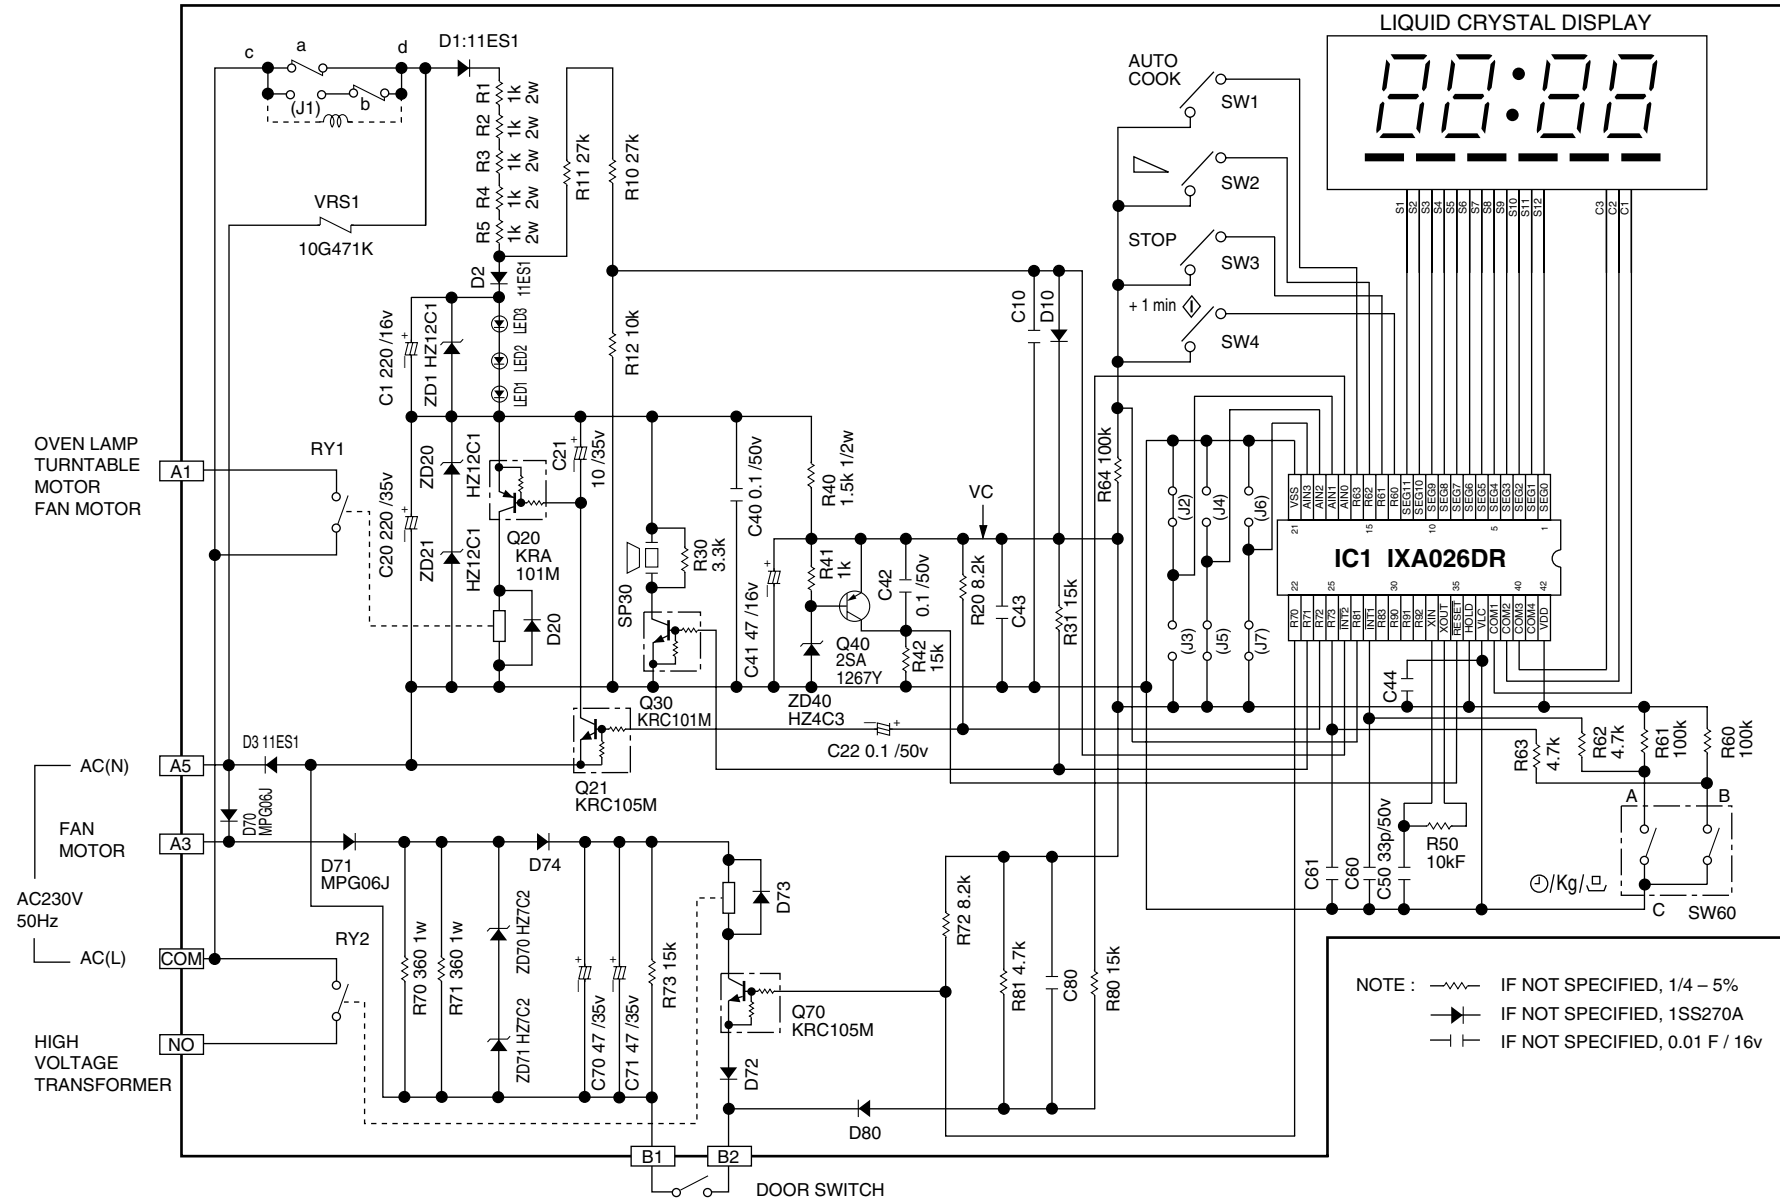 LIQUID CRYSTAL DISPLAY
S1 S2 S3 S4 S5 S6 S7 S8 S9 S10 S11 S12 C3 C2 C1
c a d D1:11ES1
(J1) b
R1 1k 2w
R2 1k 2w
R3 1k 2w
R4 1k 2w
R5 1k 2w
R11 27k
R10 27k
VRS1
10G471K
D2 11ES1
AUTO
COOK
SW1
SW2
STOP
SW3
+ 1 min
SW4
C1 220 /16v
ZD1 HZ12C1
LED3
LED2
LED1
R12 10k
C10
D10
OVEN LAMP
TURNTABLE
MOTOR
FAN MOTOR
A1
RY1
C20 220 /35v
ZD20
HZ12C1
ZD21
HZ12C1
Q20
KRA
101M
C21
10 /35v
D20
SP30
R30
3.3k
C40 0.1 /50v
R40
1.5k 1/2w
C41 47 /16v
R41
1k
C42
0.1 /50v
VC
R20 8.2k
C43
R31 15k
R64 100k
Q40
2SA
1267Y
R42
15k
ZD40
HZ4C3
Q30
KRC101M
C22 0.1 /50v
Q21
KRC105M
(J2)
(J4)
(J6)
(J3)
(J5)
(J7)
VSS AIN3 AIN2 AIN1 AIN0 R63 R62 R61 R60 SEG11 SEG10 SEG9 SEG8 SEG7 SEG6 SEG5 SEG4 SEG3 SEG2 SEG1 SEG0
21 15 10 5 1
IC1 IXA026DR
22 25 30 35 40 42
R70 R71 R72 R73 INT2 R81 INT1 R83 R90 R91 R92 XIN XOUT RESET HOLD VLC COM1 COM2 COM3 COM4 VDD
C44
R63
4.7k
R62
4.7k
R61
100k
R60
100k
AC(N)
A5
D3 11ES1
D70
MPG06J
FAN
MOTOR
A3
AC230V
50Hz
AC(L)
COM
RY2
HIGH
VOLTAGE
TRANSFORMER
NO
D71
MPG06J
D74
R70 360 1w
R71 360 1w
ZD70 HZ7C2
ZD71 HZ7C2
C70 47 /35v
C71 47 /35v
R73 15k
D73
Q70
KRC105M
D72
D80
R72 8.2k
R81 4.7k
C80
R80 15k
C61
C60
C50 33p/50v
R50
10kF
A B
/Kg/
C SW60
B1 B2
DOOR SWITCH
NOTE : IF NOT SPECIFIED, 1/4 – 5%
IF NOT SPECIFIED, 1SS270A
IF NOT SPECIFIED, 0.01 F / 16v